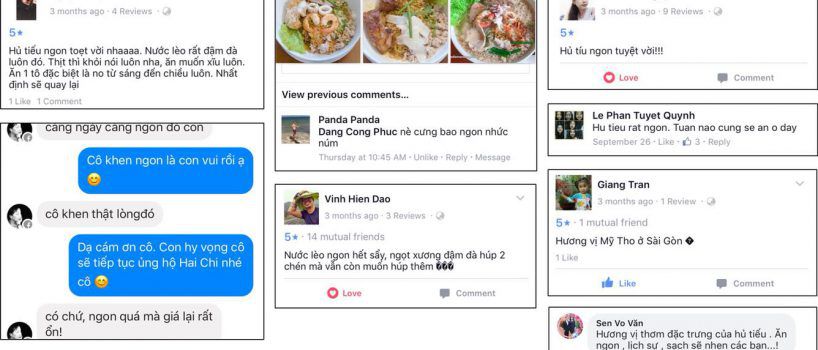 3 months ago · 4 Reviews ·
5★
Hủ tiếu ngon toẹt vời nhaaaa. Nước lèo rất đậm đà
luôn đó. Thịt thì khỏi nói luôn nha, ăn muốn xĩu luôn.
Ăn 1 tô đặc biệt là no từ sáng đến chiều luôn. Nhất
định sẽ quay lại
1 Like 1 Comment
càng ngày càng ngon đó con
Cô khen ngon là con vui rồi ạ
😊
cô khen thật lòngđó
Dạ cám ơn cô. Con hy vọng cô
sẽ tiếp tục ủng hộ Hai Chi nhé
cô 😊
có chứ, ngon quá mà giá lại rất
ổn!
View previous comments...
Panda Panda
Dang Cong Phuc nè cưng bao ngon nhức
núm
Thursday at 10:45 AM · Unlike · Reply · Message
Vinh Hien Dao
3 months ago · 3 Reviews ·
5★ · 14 mutual friends
Nước lèo ngon hết sẩy, ngọt xương đậm đà húp 2
chén mà vẫn còn muốn húp thêm ���
Love Comment
3 months ago · 9 Reviews ·
5★
Hủ tíu ngon tuyệt vời!!!
Love Comment
Le Phan Tuyet Quynh
Hu tieu rat ngon. Tuan nao cung se an o day
September 26 · Like · 3 · Reply
Giang Tran
3 months ago · 1 Review ·
5★ · 1 mutual friend
Hương vị Mỹ Tho ở Sài Gòn �
1 Like
Like Comment
Sen Vo Văn
Hương vị thơm đặc trưng của hủ tiếu . Ăn
ngon , lịch sự , sạch sẽ nhen các bạn...!